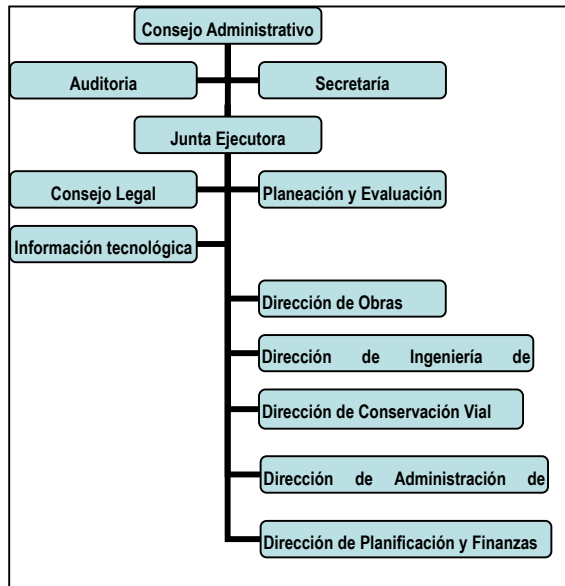 Consejo Administrativo
Auditoria
Secretaría
Junta Ejecutora
Consejo Legal
Planeación y Evaluación
Información tecnológica
Dirección de Obras
Dirección de Ingeniería de
Dirección de Conservación Vial
Dirección de Administración de
Dirección de Planificación y Finanzas